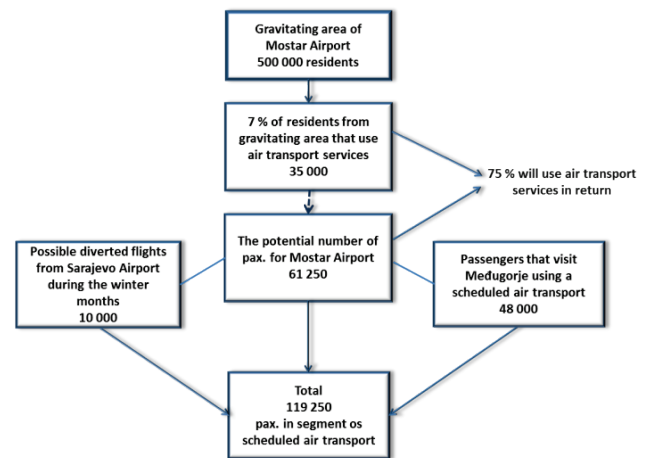 Gravitating area of
Mostar Airport
500 000 residents
7 % of residents from
gravitating area that use
air transport services
35 000
75 % will use air transport
services in return
The potential number of
pax. for Mostar Airport
61 250
Possible diverted flights
from Sarajevo Airport
during the winter
months
10 000
Passengers that visit
Međugorje using a
scheduled air transport
48 000
Total
119 250
pax. in segment os
scheduled air transport